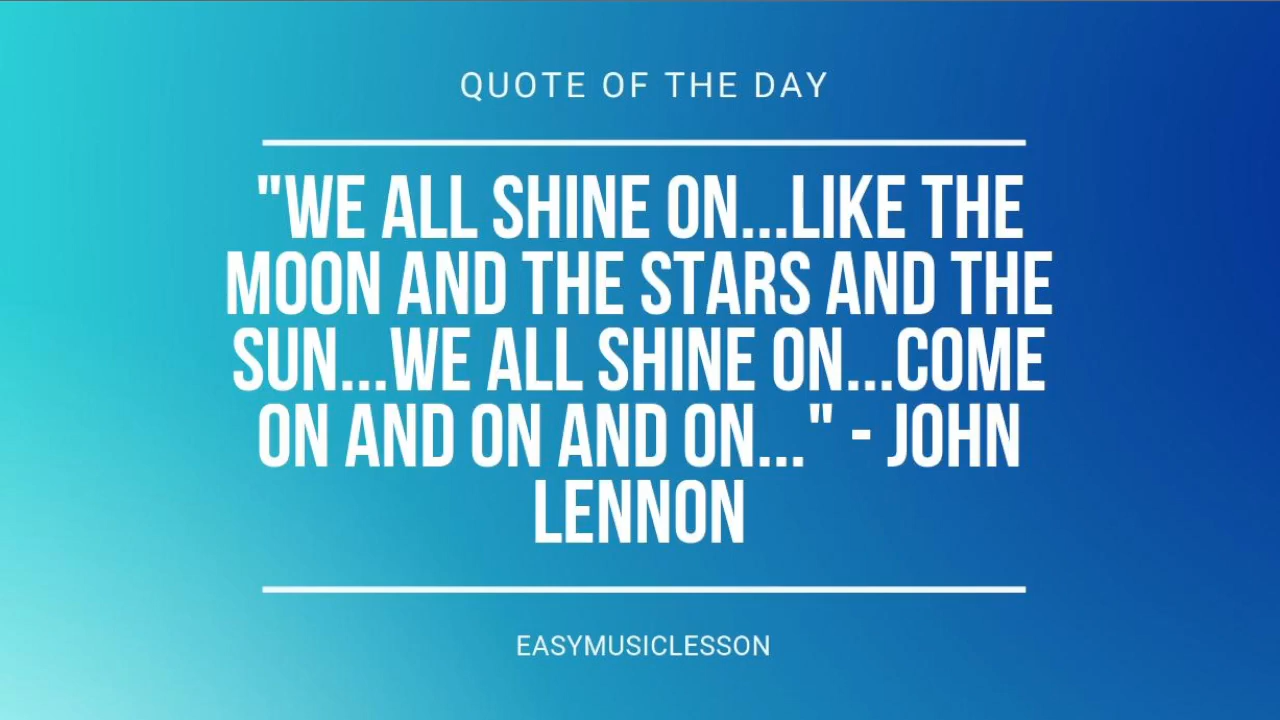 QUOTE OF THE DAY
"WE ALL SHINE ON...LIKE THE
MOON AND THE STARS AND THE
SUN...WE ALL SHINE ON...COME
ON AND ON AND ON..." - JOHN
LENNON
EASYMUSICLESSON